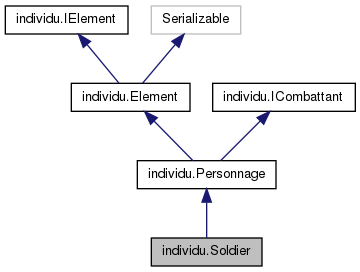 individu.IElement
Serializable
individu.Element
individu.ICombattant
individu.Personnage
individu.Soldier